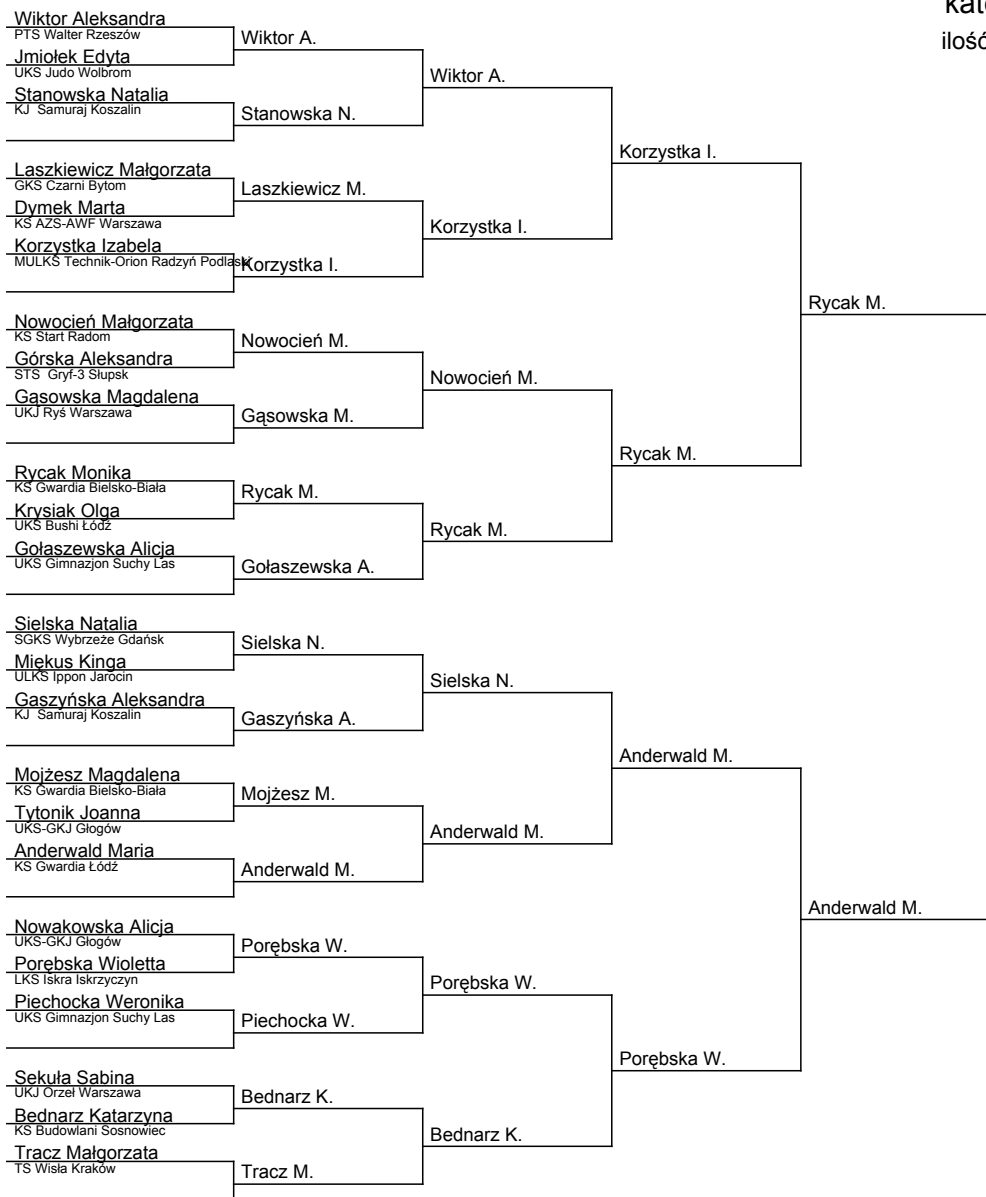 kate
ilość
Wiktor Aleksandra
PTS Walter Rzeszów
Wiktor A.
Jmiołek Edyta
UKS Judo Wolbrom
Wiktor A.
Stanowska Natalia
KJ Samuraj Koszalin
Stanowska N.
Korzystka I.
Laszkiewicz Małgorzata
GKS Czarni Bytom
Laszkiewicz M.
Dymek Marta
KS AZS-AWF Warszawa
Korzystka I.
Korzystka Izabela
MULKS Technik-Orion Radzyń Podlaski
Korzystka I.
Rycak M.
Nowocień Małgorzata
KS Start Radom
Nowocień M.
Górska Aleksandra
STS Gryf-3 Słupsk
Nowocień M.
Gąsowska Magdalena
UKJ Ryś Warszawa
Gąsowska M.
Rycak M.
Rycak Monika
KS Gwardia Bielsko-Biała
Rycak M.
Krysiak Olga
UKS Bushi Łódź
Rycak M.
Gołaszewska Alicja
UKS Gimnazjon Suchy Las
Gołaszewska A.
Sielska Natalia
SGKS Wybrzeże Gdańsk
Sielska N.
Miękus Kinga
ULKS Ippon Jarocin
Sielska N.
Gaszyńska Aleksandra
KJ Samuraj Koszalin
Gaszyńska A.
Anderwald M.
Mojżesz Magdalena
KS Gwardia Bielsko-Biała
Mojżesz M.
Tytonik Joanna
UKS-GKJ Głogów
Anderwald M.
Anderwald Maria
KS Gwardia Łódź
Anderwald M.
Anderwald M.
Nowakowska Alicja
UKS-GKJ Głogów
Porębska W.
Porębska Wioletta
LKS Iskra Iskrzyczyn
Porębska W.
Piechocka Weronika
UKS Gimnazjon Suchy Las
Piechocka W.
Porębska W.
Sekuła Sabina
UKJ Orzeł Warszawa
Bednarz K.
Bednarz Katarzyna
KS Budowlani Sosnowiec
Bednarz K.
Tracz Małgorzata
TS Wisła Kraków
Tracz M.